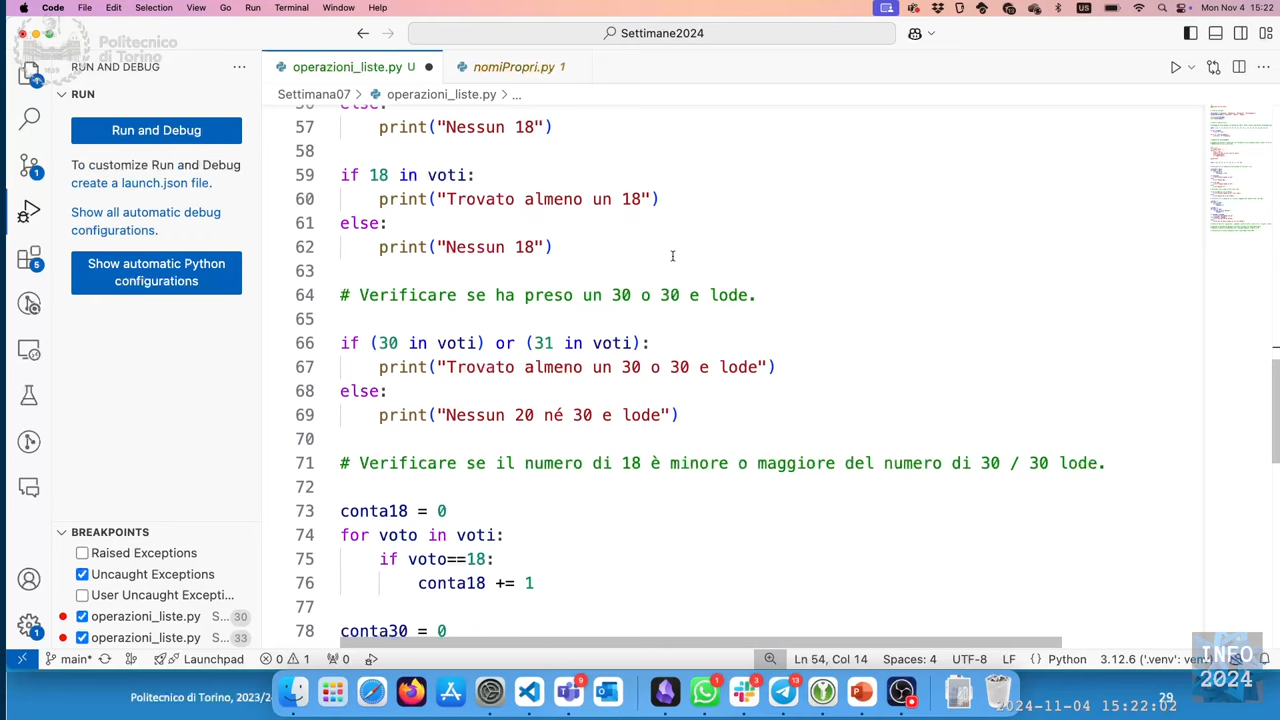 Code File Edit Selection View Go Run Terminal Window Help US Mon Nov 4 15:22
Politecnico
di Torino
Settimane2024
RUN AND DEBUG ...
operazioni_liste.py U
nomiPropri.py 1
RUN
Settimana07 > operazioni_liste.py > ...
Run and Debug
To customize Run and Debug
create a launch.json file.
Show all automatic debug
configurations.
Show automatic Python
configurations
else:
57 print("Nessun 18")
58
59 if 18 in voti:
60 print("Trovato almeno un 18")
61 else:
62 print("Nessun 18")
63
64 # Verificare se ha preso un 30 o 30 e lode.
65
66 if (30 in voti) or (31 in voti):
67 print("Trovato almeno un 30 o 30 e lode")
68 else:
69 print("Nessun 20 né 30 e lode")
70
71 # Verificare se il numero di 18 è minore o maggiore del numero di 30 / 30 lode.
72
73 conta18 = 0
74 for voto in voti:
75 if voto==18:
76 conta18 += 1
77
78 conta30 = 0
BREAKPOINTS
Raised Exceptions
Uncaught Exceptions
User Uncaught Excepti...
operazioni_liste.py S... 30
operazioni_liste.py S... 33
main* Launchpad 0 1 0 Ln 54, Col 14 Spaces: 4 UTF-8 LF Python 3.12.6 ('.venv': venv)
INFO
2024
Politecnico di Torino, 2023/2
29
2024-11-04 15:22:02